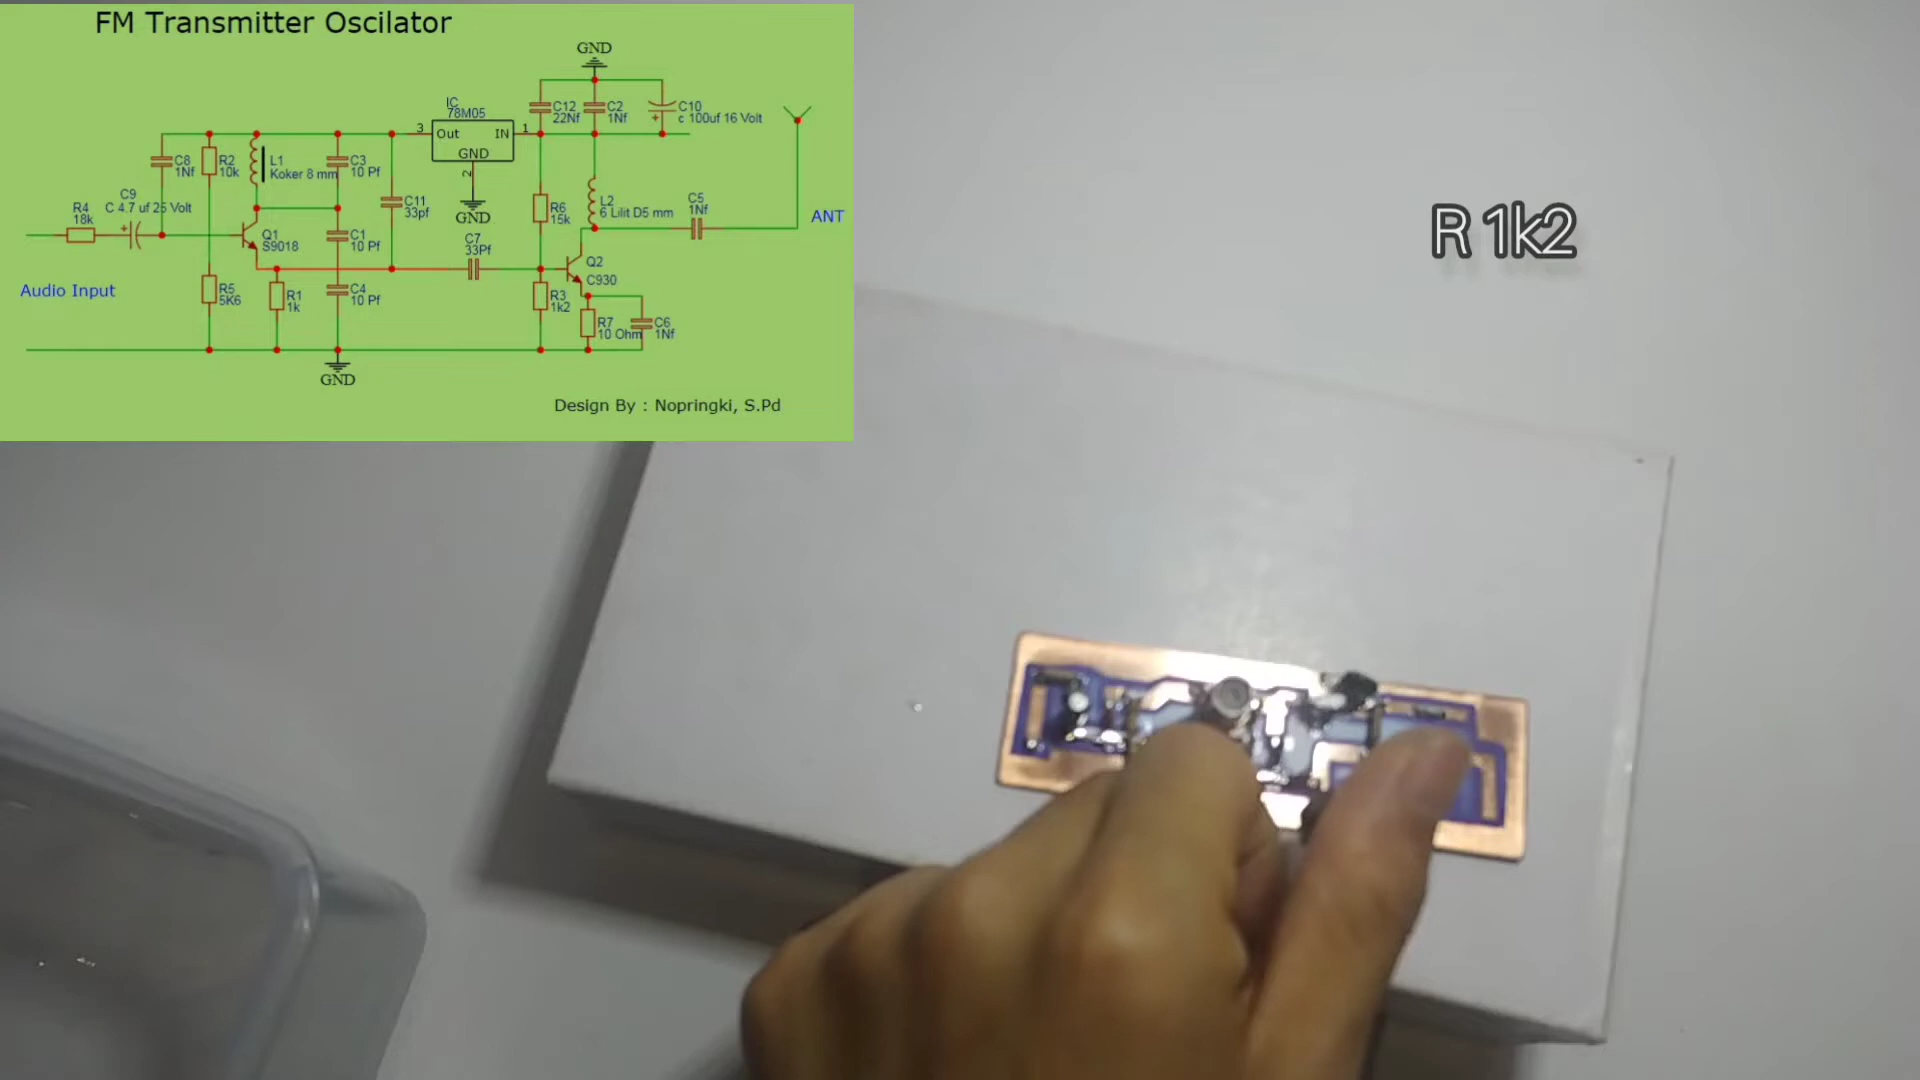 FM Transmitter Oscilator
GND
IC
78M05
C12
22Nf
C2
1Nf
C10
c 100uf 16 Volt
3
Out
IN
1
GND
2
GND
C8
1Nf
R2
10k
L1
Koker 8 mm
C3
10 Pf
C9
C 4.7 uf 25 Volt
R4
18k
C11
33pf
R6
15k
L2
6 Lilit D5 mm
C5
1Nf
ANT
Q1
S9018
C1
10 Pf
C7
33Pf
Q2
C930
Audio Input
R5
5K6
R1
1k
C4
10 Pf
R3
1k2
R7
10 Ohm
C6
1Nf
GND
Design By : Nopringki, S.Pd
R 1k2